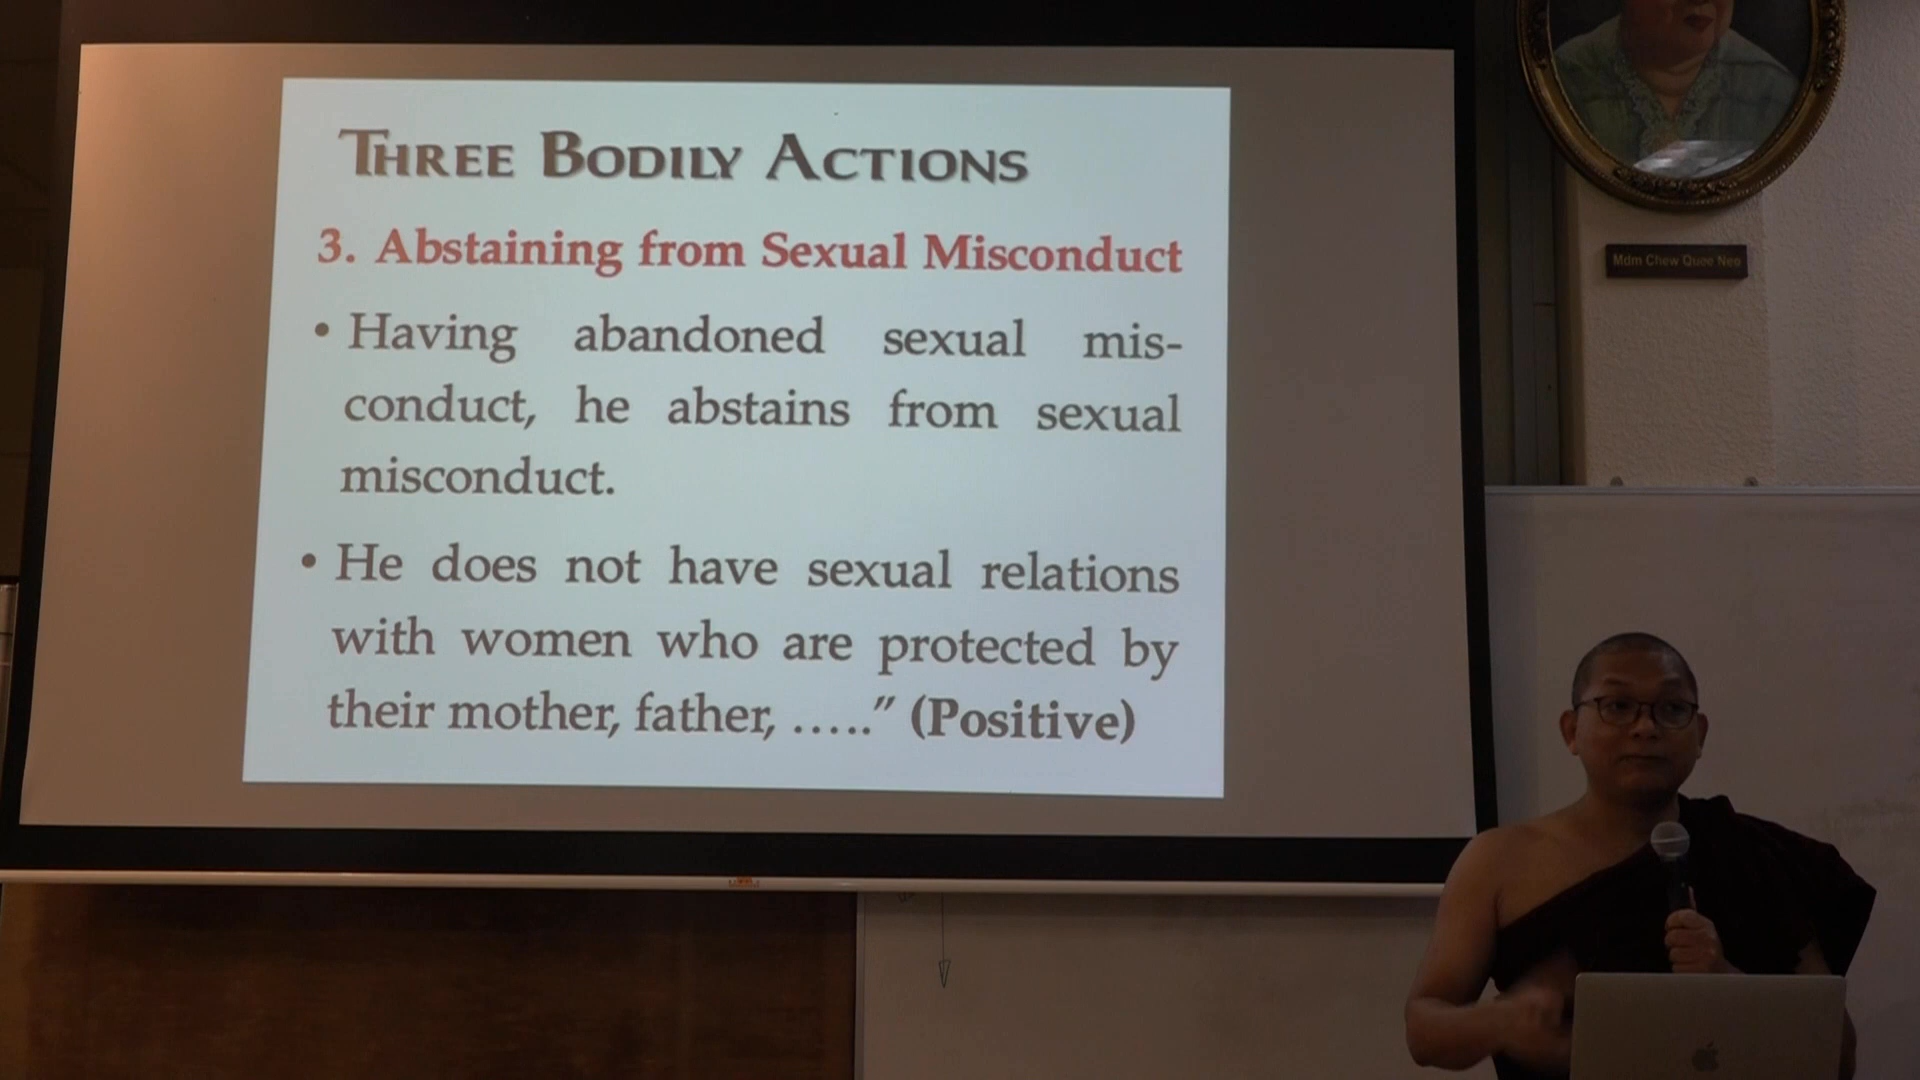 THREE BODILY ACTIONS
3. Abstaining from Sexual Misconduct
• Having abandoned sexual mis-
conduct, he abstains from sexual
misconduct.
• He does not have sexual relations
with women who are protected by
their mother, father, .....” (Positive)
Mdm Chew Quee Neo